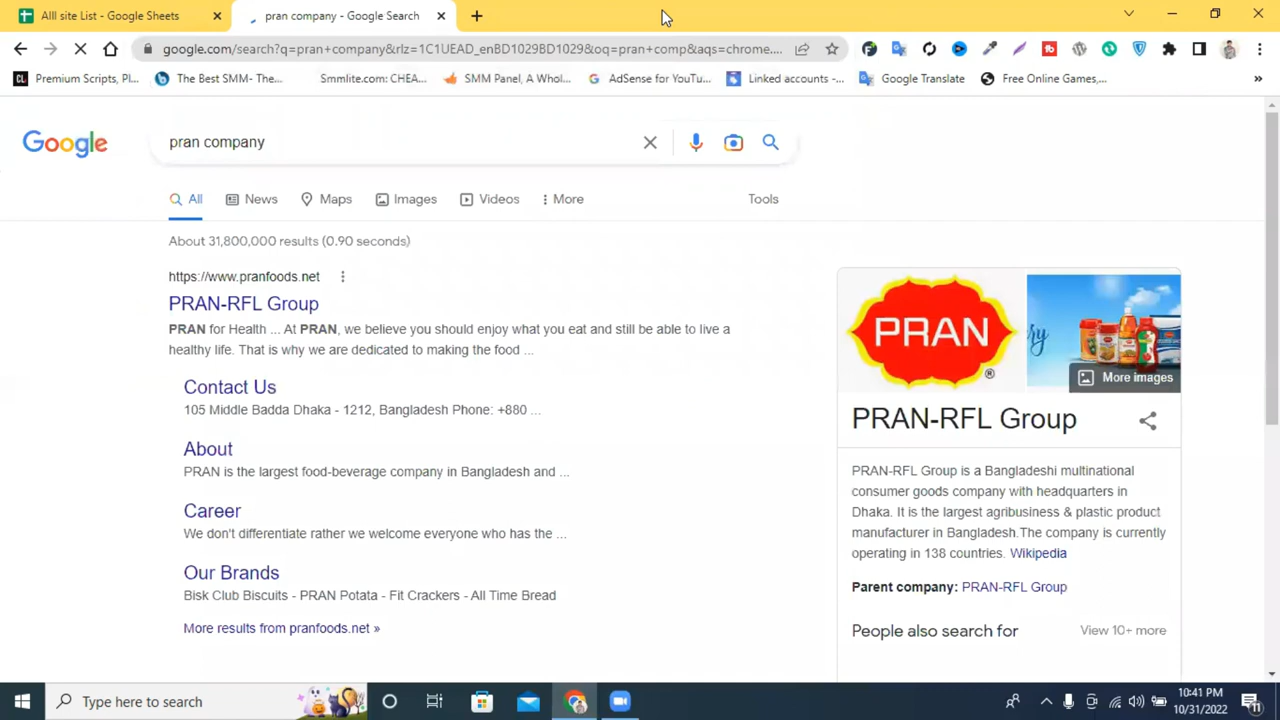 Alll site List - Google Sheets
pran company - Google Search
google.com/search?q=pran+company&rlz=1C1UEAD_enBD1029BD1029&oq=pran+comp&aqs=chrome....
Premium Scripts, Pl...
The Best SMM- The...
Smmlite.com: CHEA...
SMM Panel, A Whol...
AdSense for YouTu...
Linked accounts -...
Google Translate
Free Online Games,...
Google
pran company
All
News
Maps
Images
Videos
More
Tools
About 31,800,000 results (0.90 seconds)
https://www.pranfoods.net
PRAN-RFL Group
PRAN for Health ... At PRAN, we believe you should enjoy what you eat and still be able to live a
healthy life. That is why we are dedicated to making the food ...
Contact Us
105 Middle Badda Dhaka - 1212, Bangladesh Phone: +880 ...
About
PRAN is the largest food-beverage company in Bangladesh and ...
Career
We don't differentiate rather we welcome everyone who has the ...
Our Brands
Bisk Club Biscuits - PRAN Potata - Fit Crackers - All Time Bread
More results from pranfoods.net »
PRAN
®
More images
PRAN-RFL Group
PRAN-RFL Group is a Bangladeshi multinational
consumer goods company with headquarters in
Dhaka. It is the largest agribusiness & plastic product
manufacturer in Bangladesh.The company is currently
operating in 138 countries. Wikipedia
Parent company: PRAN-RFL Group
People also search for
View 10+ more
Type here to search
10:41 PM
10/31/2022
11